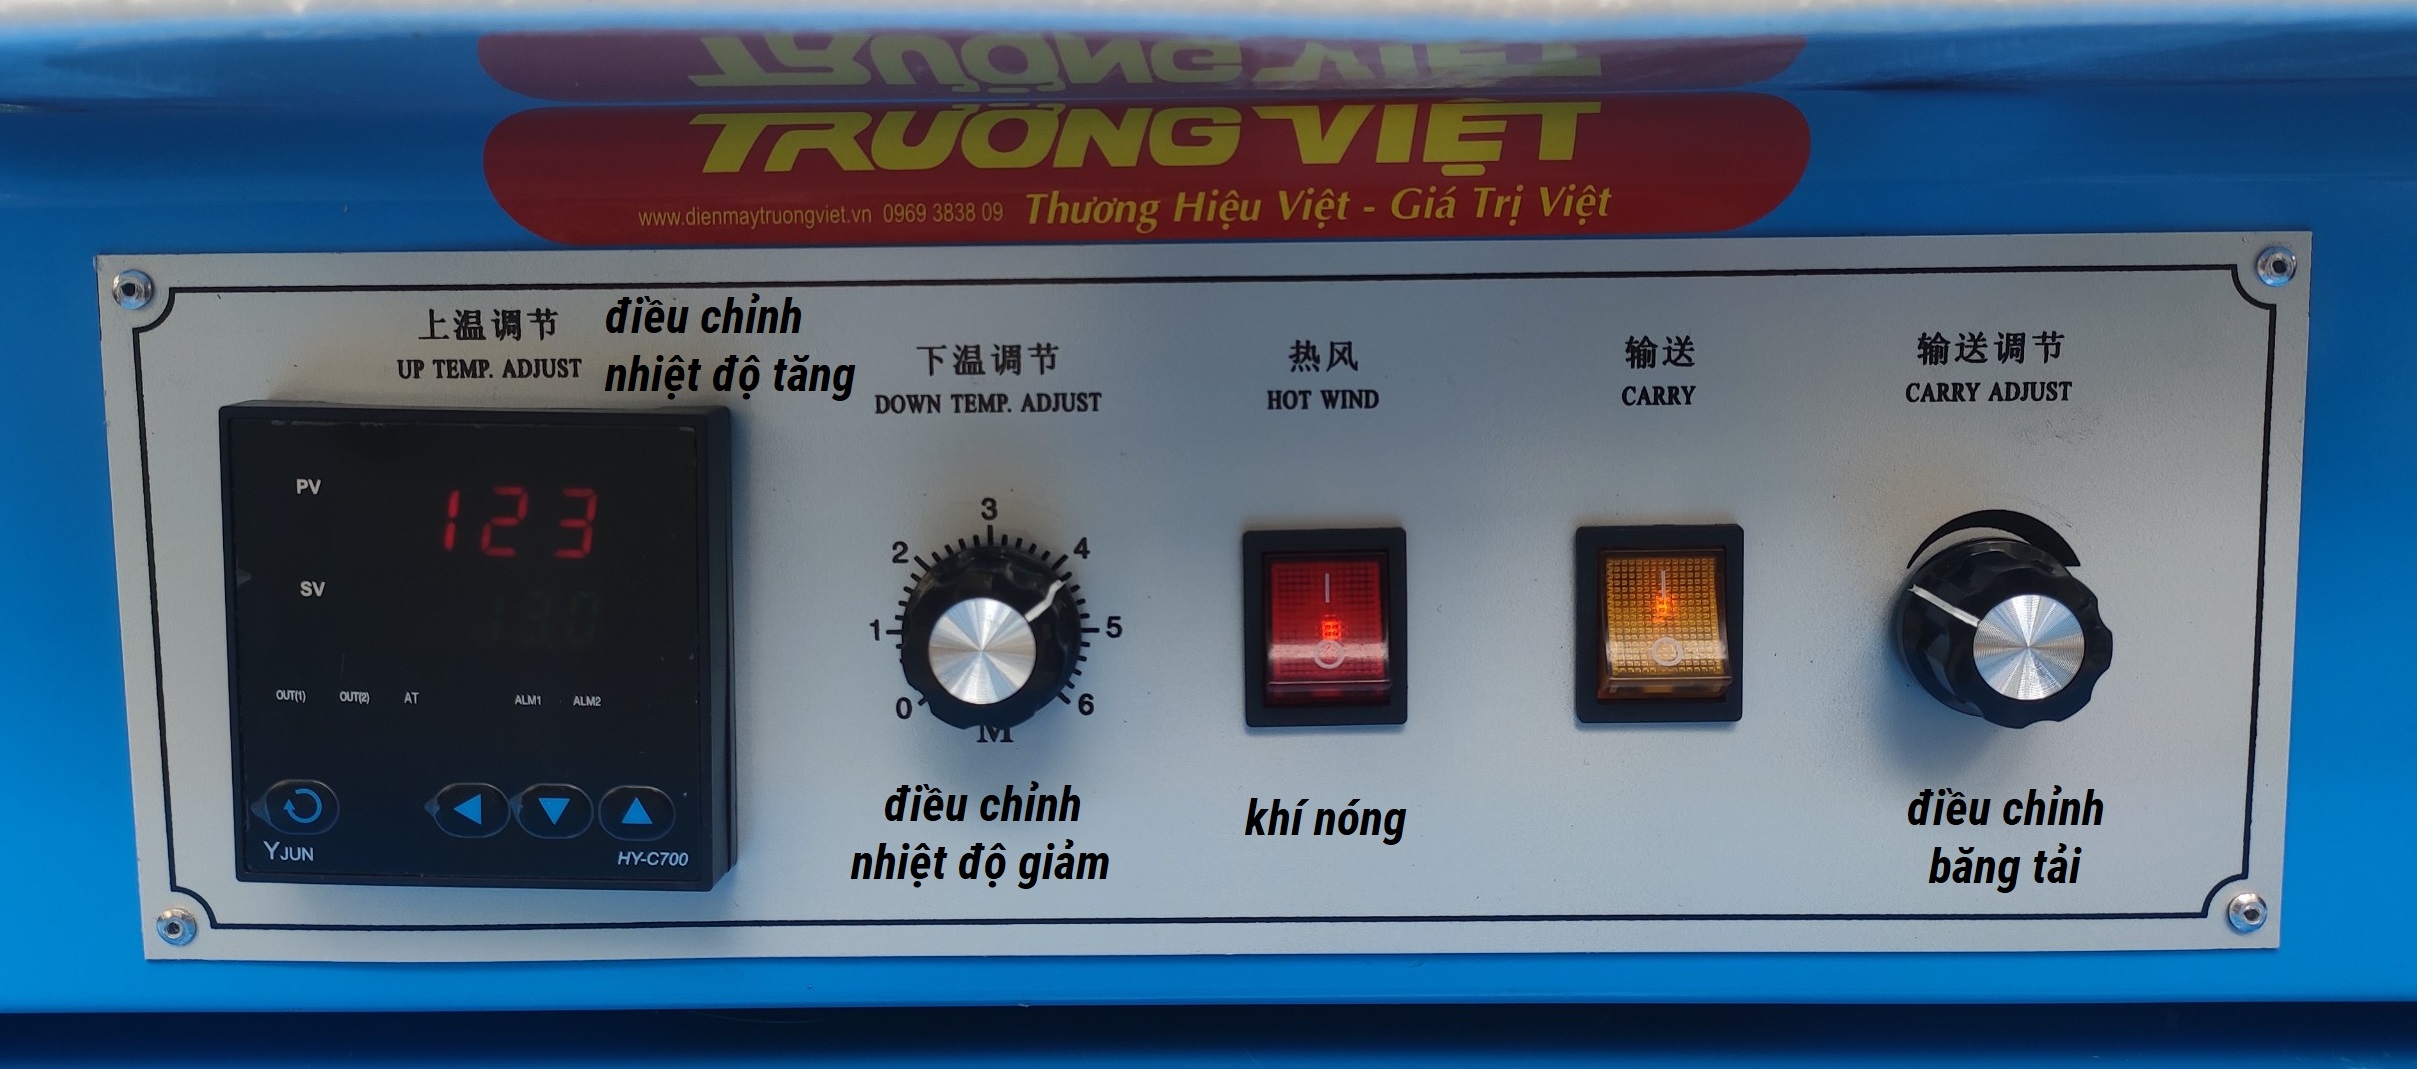 TRƯỜNG VIỆT
TRƯỜNG VIỆT
www.dienmaytruongviet.vn 0969 3838 09 Thương Hiệu Việt - Giá Trị Việt
上温调节
UP TEMP. ADJUST
điều chỉnh
nhiệt độ tăng
下温调节
DOWN TEMP. ADJUST
热风
HOT WIND
输送
CARRY
输送调节
CARRY ADJUST
PV 123
SV 130
OUT(1) OUT(2) AT ALM1 ALM2
YJUN HY-C700
0 1 2 3 4 5 6
M
điều chỉnh
nhiệt độ giảm
khí nóng
điều chỉnh
băng tải